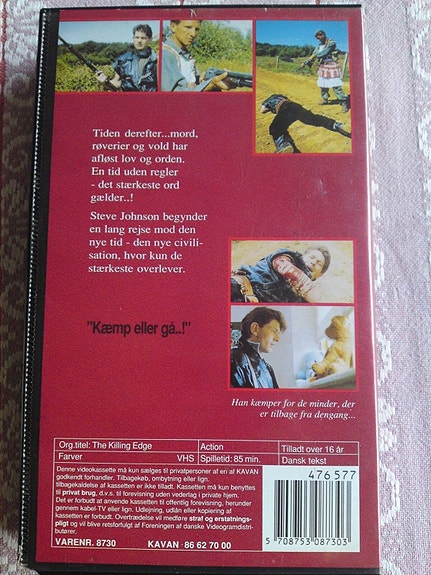 Tiden derefter...mord,
røverier og vold har
afløst lov og orden.
En tid uden regler
- det stærkeste ord
gælder..!
Steve Johnson begynder
en lang rejse mod den
nye tid - den nye civili-
sation, hvor kun de
stærkeste overlever.
"Kæmp eller gå..!"
Han kæmper for de minder, der
er tilbage fra dengang...
Org.titel: The Killing Edge
Action
Tilladt over 16 år
Farver
VHS
Spilletid: 85 min.
Dansk tekst
Denne videokassette må kun sælges til privatpersoner af en af KAVAN
godkendt forhandler. Tilbagekøb, ombytning eller lign.
tilbagekaldelse af kassetten er ikke tilladt. Kassetten må kun benyttes
til privat brug, d.v.s. til forevisning uden vederlag i private hjem.
Det er forbudt at anvende kassetten til offentlig forevisning, herunder
gennem kabel-TV eller lign. Udlejning, udlån eller kopiering af
kassetten er forbudt. Overtrædelse vil medføre straf og erstatnings-
pligt og vil blive retsforfulgt af Foreningen af danske Videogramdistri-
butører.
VARENR. 8730
KAVAN · 86 62 70 00
476577
5 708753 087303